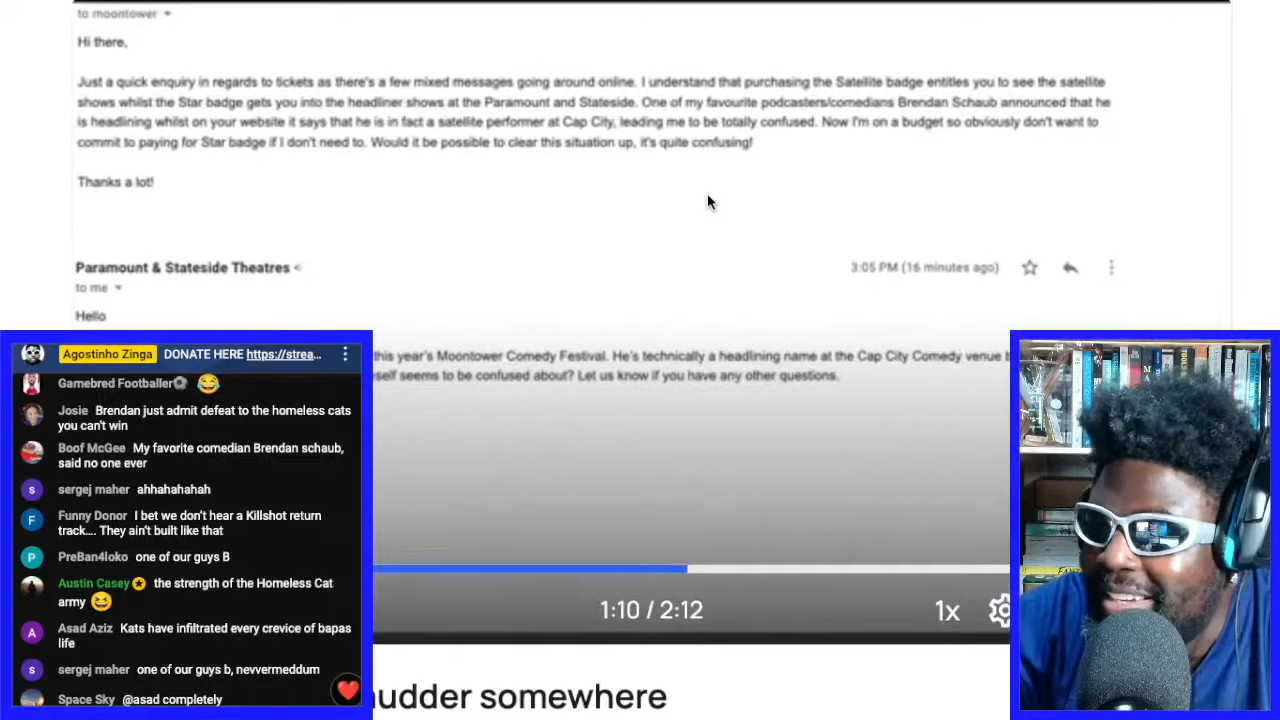 to moontower
Hi there,
Just a quick enquiry in regards to tickets as there's a few mixed messages going around online. I understand that purchasing the Satellite badge entitles you to see the satellite
shows whilst the Star badge gets you into the headliner shows at the Paramount and Stateside. One of my favourite podcasters/comedians Brendan Schaub announced that he
is headlining whilst on your website it says that he is in fact a satellite performer at Cap City, leading me to be totally confused. Now I'm on a budget so obviously don't want to
commit to paying for Star badge if I don't need to. Would it be possible to clear this situation up, it's quite confusing!
Thanks a lot!
Paramount & Stateside Theatres <
3:05 PM (16 minutes ago)
to me
Hello
this year's Moontower Comedy Festival. He's technically a headlining name at the Cap City Comedy venue
self seems to be confused about? Let us know if you have any other questions.
Agostinho Zinga DONATE HERE https://strea...
Gamebred Footballer
Josie Brendan just admit defeat to the homeless cats
you can't win
Boof McGee My favorite comedian Brendan schaub,
said no one ever
sergej maher ahhahahahah
Funny Donor I bet we don't hear a Killshot return
track.... They ain't built like that
PreBan4loko one of our guys B
Austin Casey the strength of the Homeless Cat
army
Asad Aziz Kats have infiltrated every crevice of bapas
life
sergej maher one of our guys b, nevvermeddum
Space Sky @asad completely
1:10 / 2:12
1x
udder somewhere